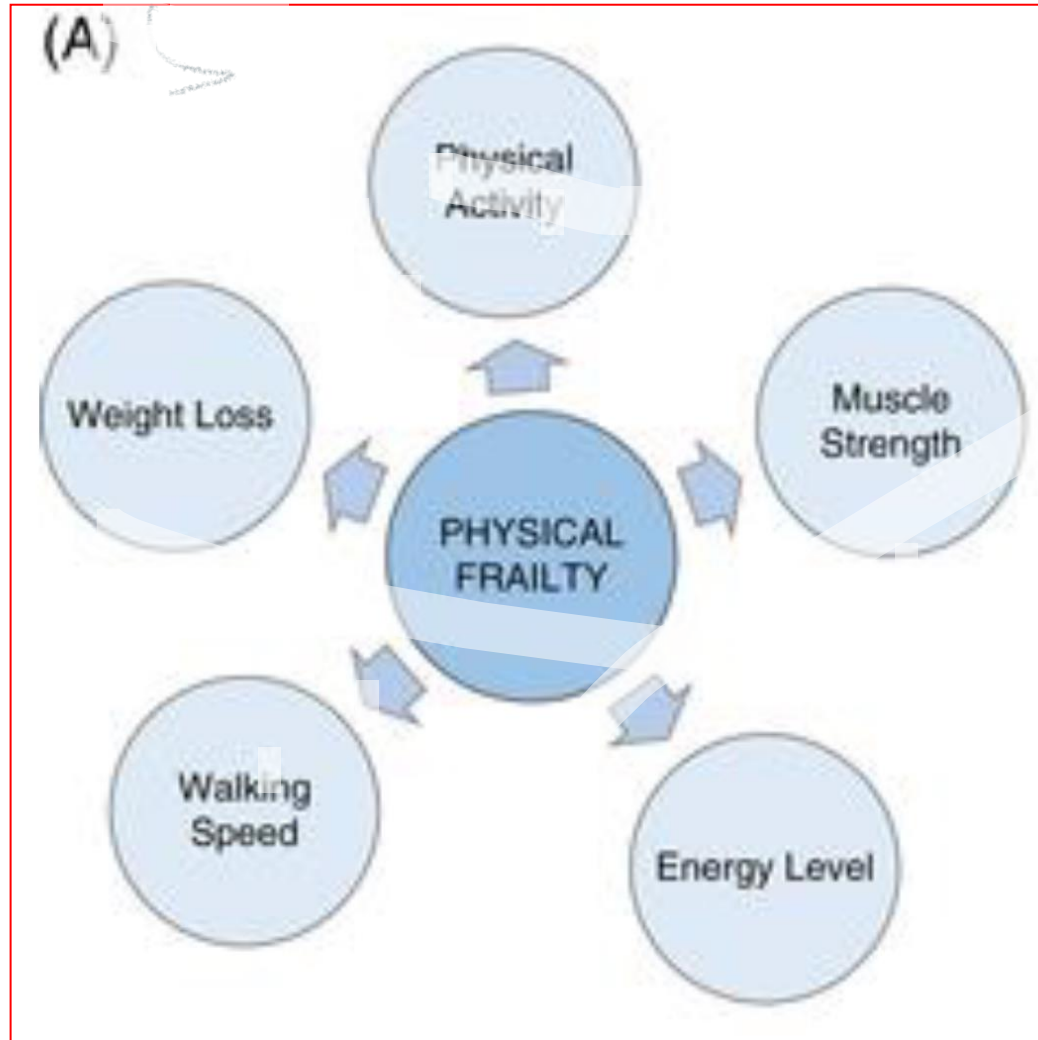 (A)
Physical
Activity
Weight Loss
Muscle
Strength
PHYSICAL
FRAILTY
Walking
Speed
Energy Level